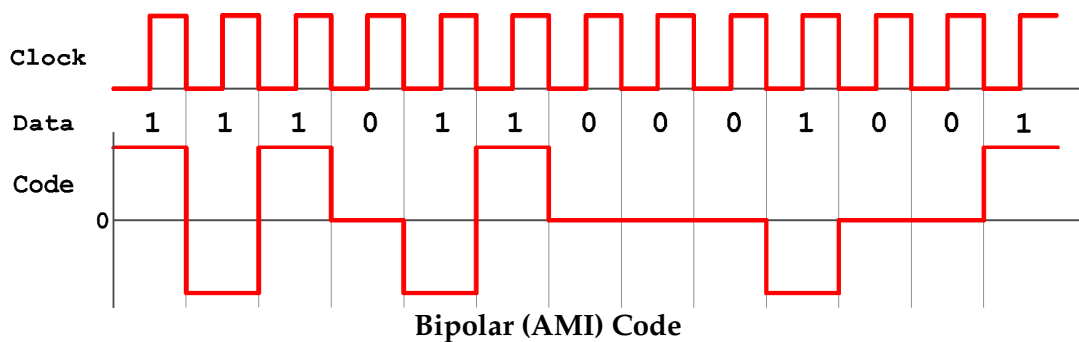 Clock
Data 1 1 1 0 1 1 0 0 0 1 0 0 1
Code
0
Bipolar (AMI) Code